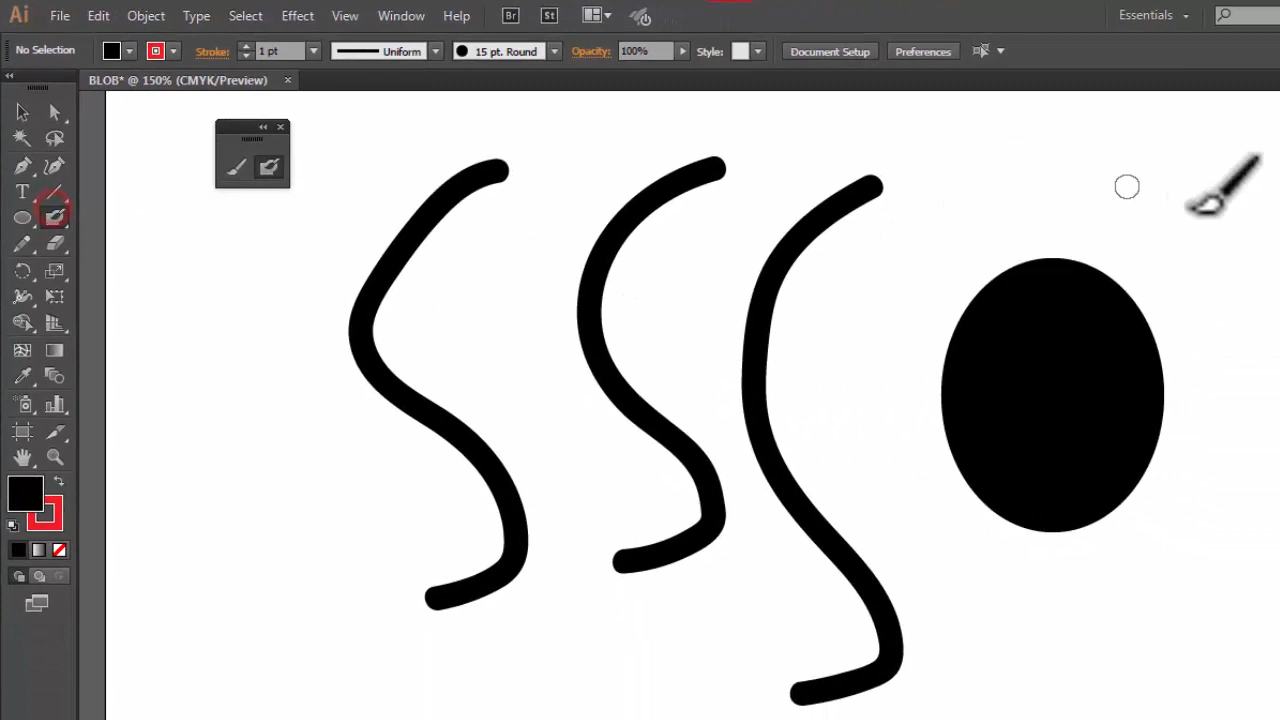 Ai File Edit Object Type Select Effect View Window Help Br St Essentials
No Selection Stroke: 1 pt Uniform 15 pt. Round Opacity: 100% Style: Document Setup Preferences
BLOB* @ 150% (CMYK/Preview) ×
T